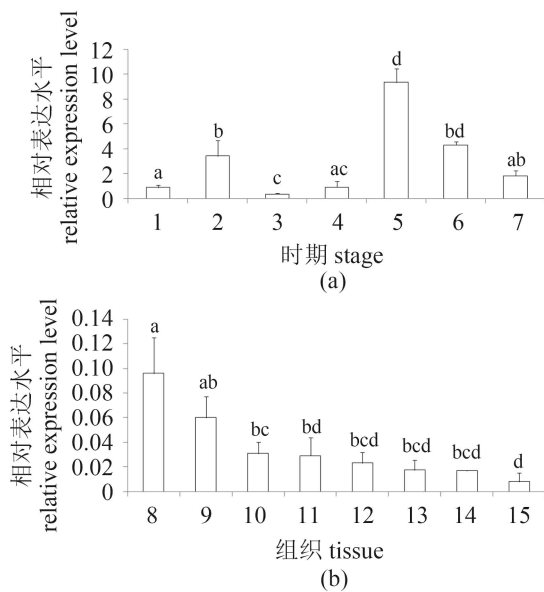 相对表达水平
relative expression level
12
10
8
6
4
2
0
a
b
c
ac
d
bd
ab
1 2 3 4 5 6 7
时期 stage
(a)
相对表达水平
relative expression level
0.14
0.12
0.10
0.08
0.06
0.04
0.02
0
a
ab
bc
bd
bcd
bcd
bcd
d
8 9 10 11 12 13 14 15
组织 tissue
(b)